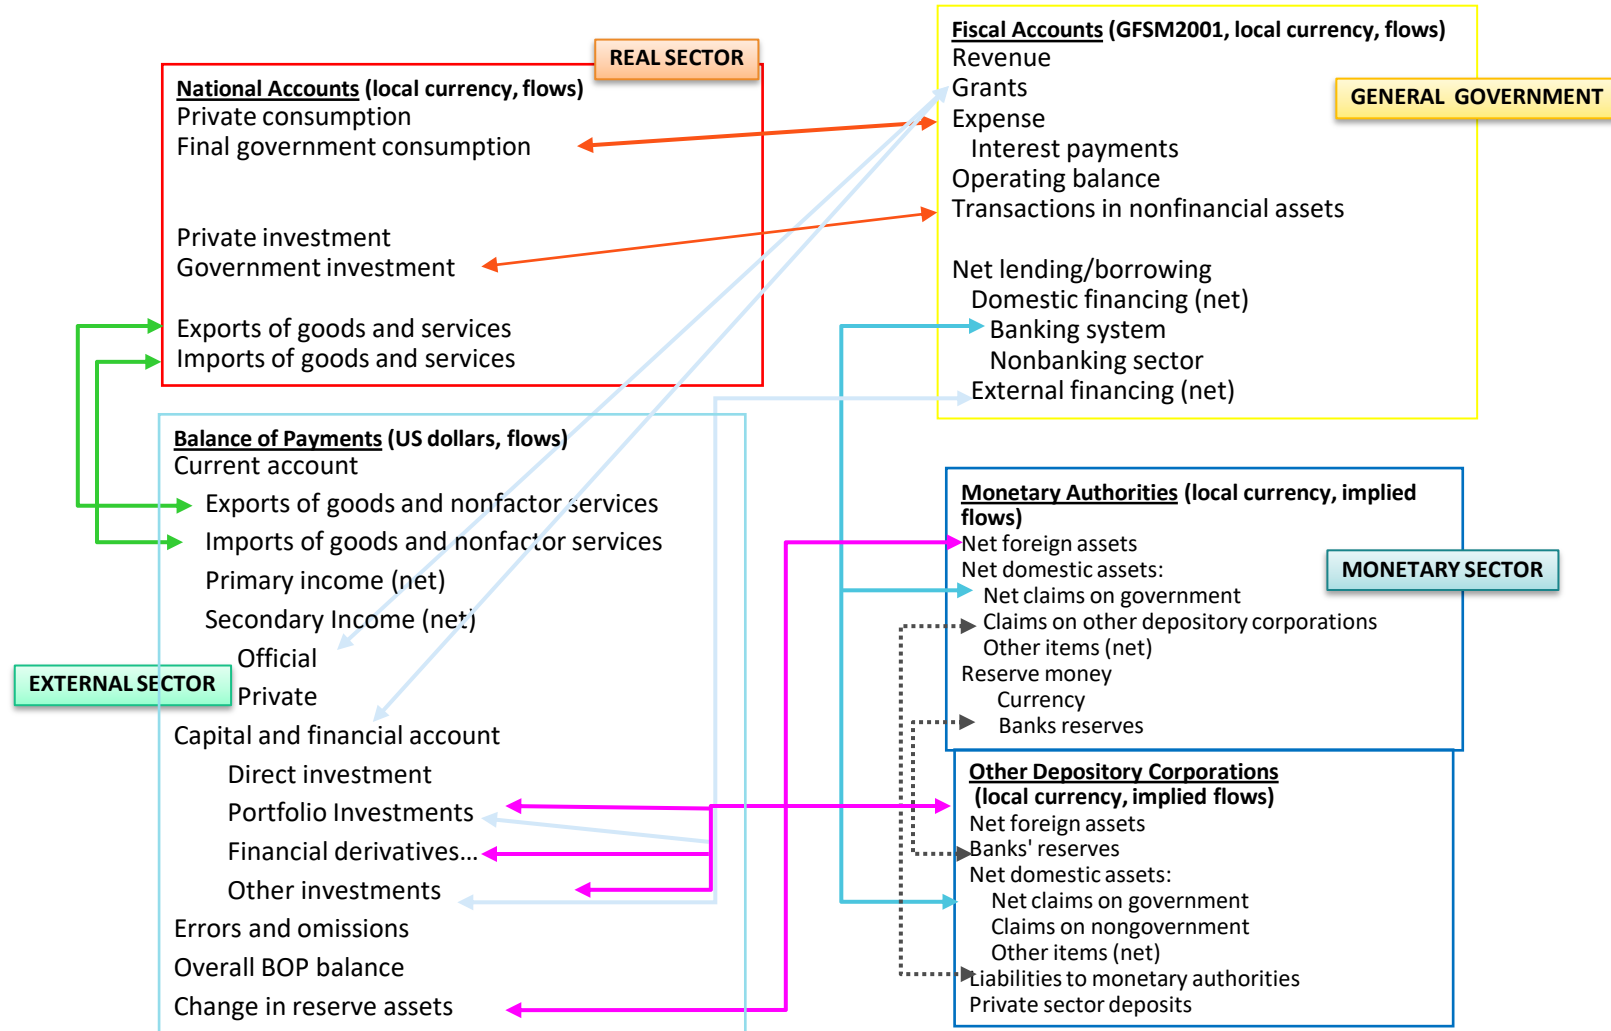 REAL SECTOR
National Accounts (local currency, flows)
Private consumption
Final government consumption
Private investment
Government investment
Exports of goods and services
Imports of goods and services
Fiscal Accounts (GFSM2001, local currency, flows)
Revenue
Grants
Expense
Interest payments
Operating balance
Transactions in nonfinancial assets
Net lending/borrowing
Domestic financing (net)
Banking system
Nonbanking sector
External financing (net)
GENERAL GOVERNMENT
Balance of Payments (US dollars, flows)
Current account
Exports of goods and nonfactor services
Imports of goods and nonfactor services
Primary income (net)
Secondary Income (net)
Official
Private
Capital and financial account
Direct investment
Portfolio Investments
Financial derivatives...
Other investments
Errors and omissions
Overall BOP balance
Change in reserve assets
EXTERNAL SECTOR
Monetary Authorities (local currency, implied
flows)
Net foreign assets
Net domestic assets:
Net claims on government
Claims on other depository corporations
Other items (net)
Reserve money
Currency
Banks reserves
MONETARY SECTOR
Other Depository Corporations
(local currency, implied flows)
Net foreign assets
Banks' reserves
Net domestic assets:
Net claims on government
Claims on nongovernment
Other items (net)
Liabilities to monetary authorities
Private sector deposits